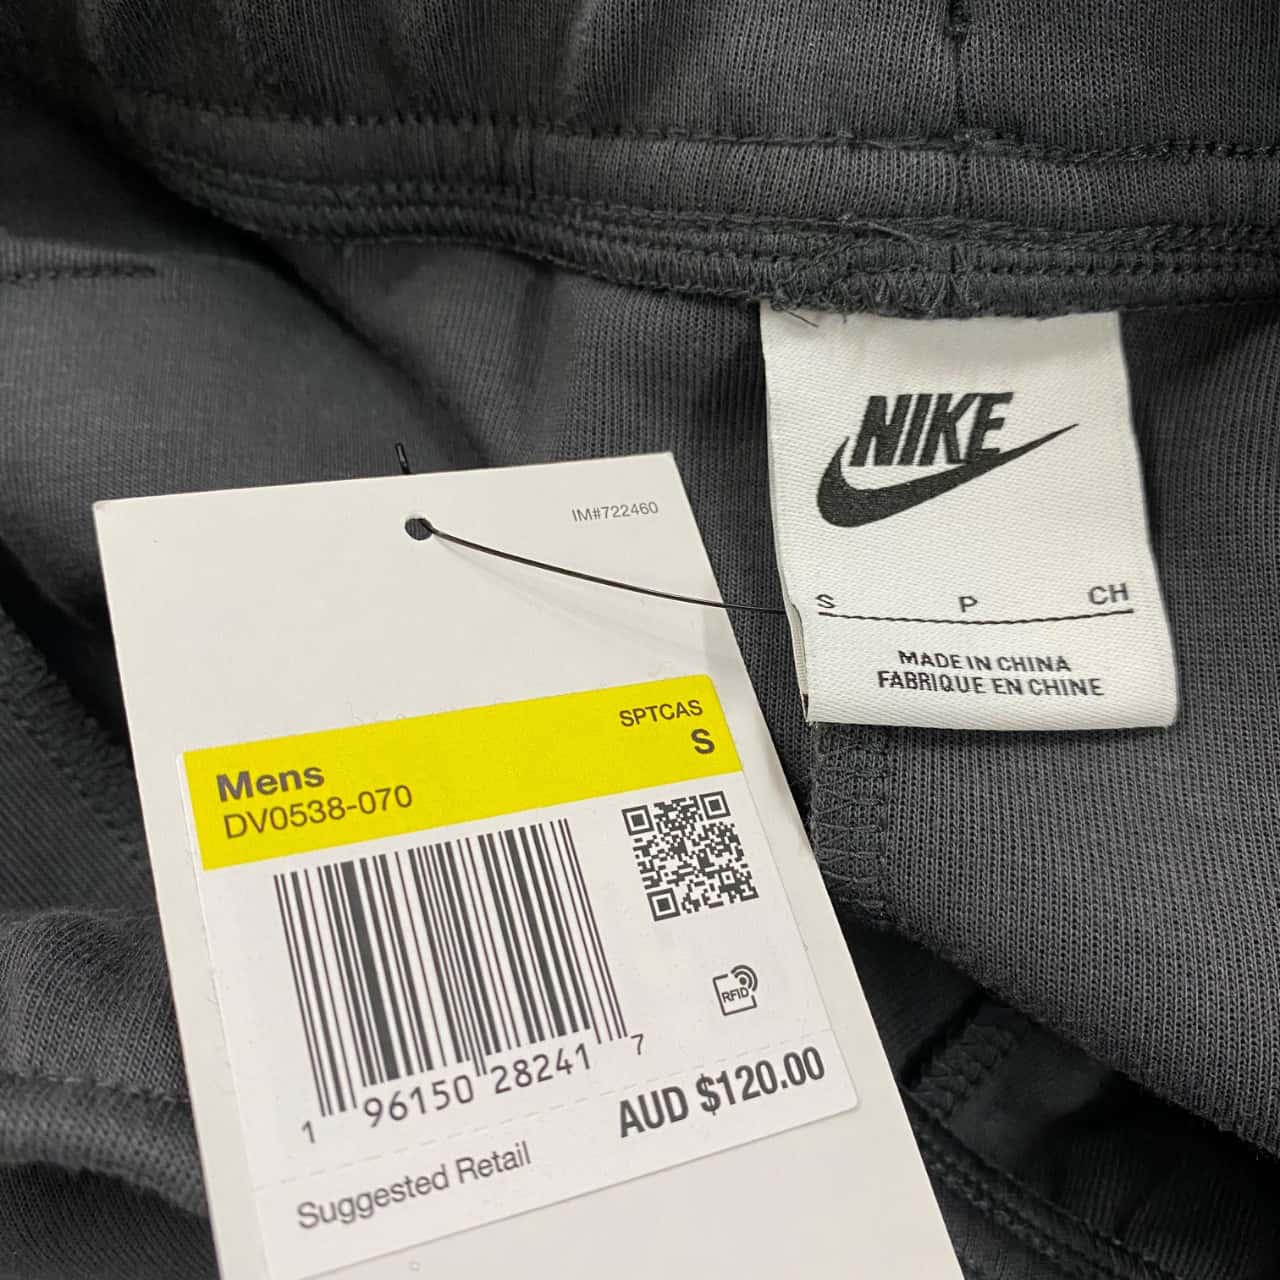 NIKE
S P CH
MADE IN CHINA
FABRIQUE EN CHINE
IM#722460
SPTCAS
Mens S
DV0538-070
RFID
1 96150 28241 7
AUD $120.00
Suggested Retail